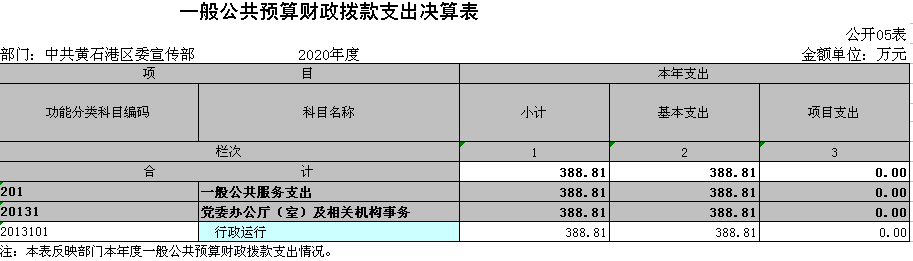 一般公共预算财政拨款支出决算表
公开05表
部门：中共黄石港区委宣传部 2020年度 金额单位：万元
项 目 本年支出
功能分类科目编码 科目名称 小计 基本支出 项目支出
栏次 1 2 3
合 计 388.81 388.81 0.00
201 一般公共服务支出 388.81 388.81 0.00
20131 党委办公厅（室）及相关机构事务 388.81 388.81 0.00
2013101 行政运行 388.81 388.81 0.00
注：本表反映部门本年度一般公共预算财政拨款支出情况。